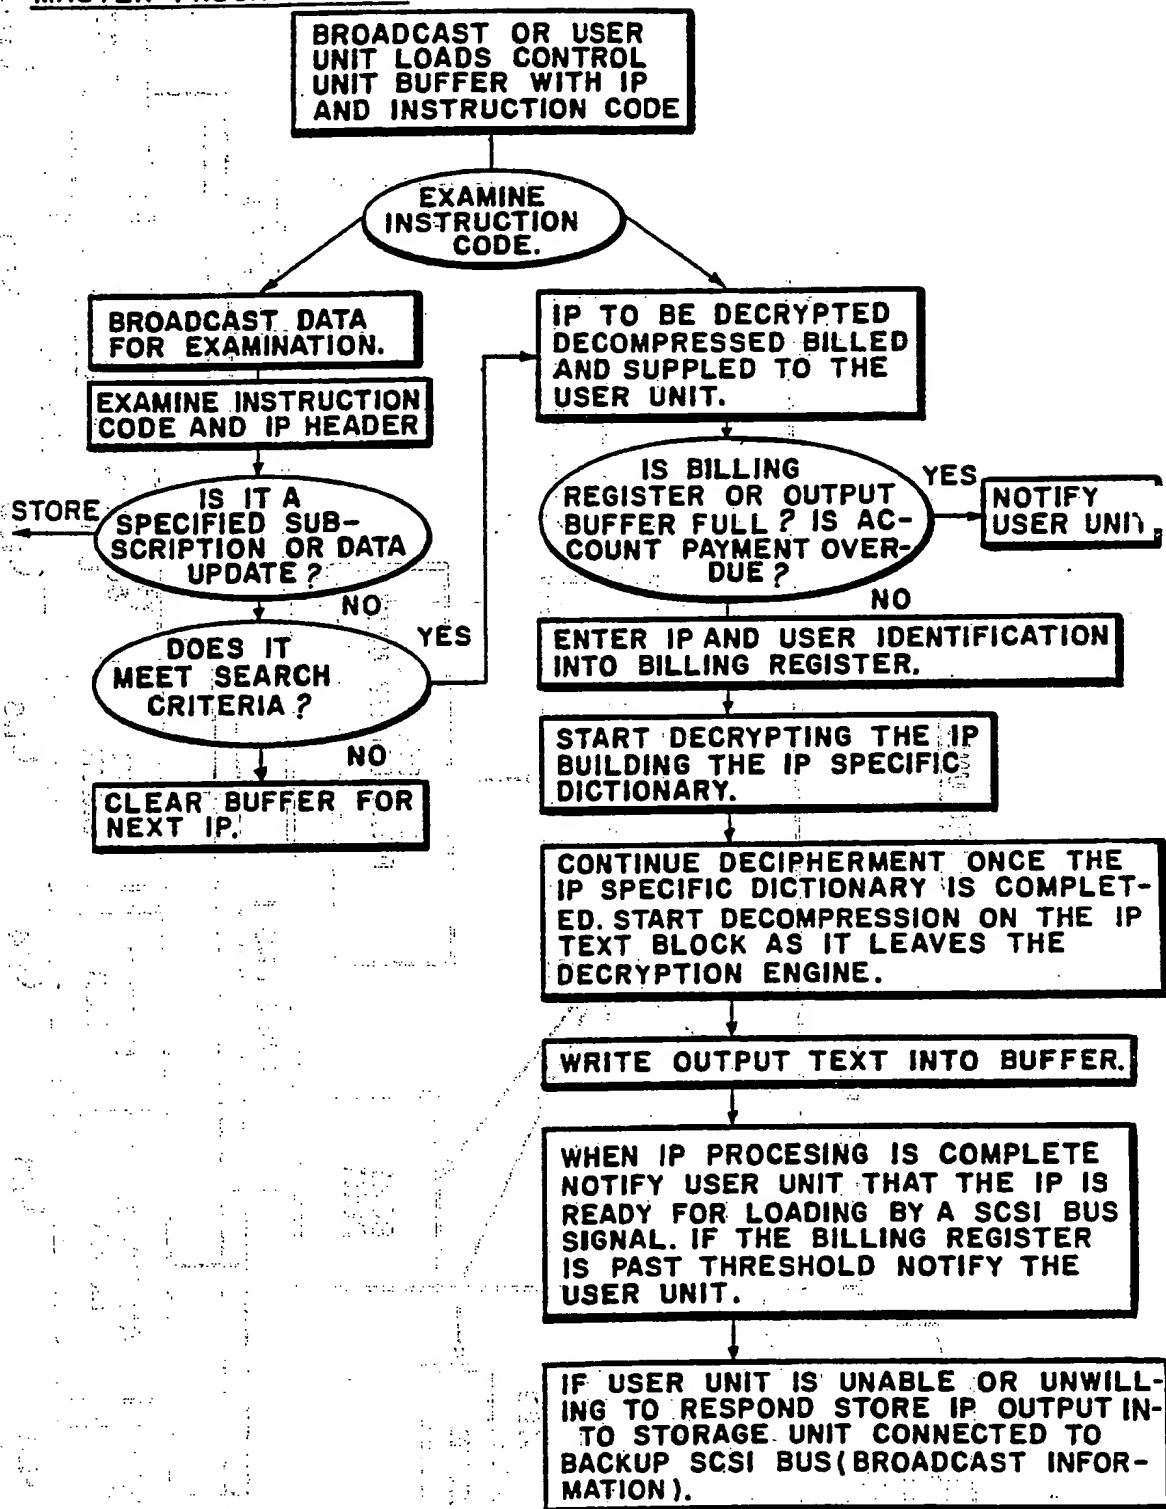 BROADCAST OR USER
UNIT LOADS CONTROL
UNIT BUFFER WITH IP
AND INSTRUCTION CODE
EXAMINE
INSTRUCTION
CODE.
BROADCAST DATA
FOR EXAMINATION.
EXAMINE INSTRUCTION
CODE AND IP HEADER
IS IT A
SPECIFIED SUB-
SCRIPTION OR DATA
UPDATE?
STORE
NO
DOES IT
MEET SEARCH
CRITERIA?
YES
NO
CLEAR BUFFER FOR
NEXT IP.
IP TO BE DECRYPTED
DECOMPRESSED BILLED
AND SUPPLED TO THE
USER UNIT.
IS BILLING
REGISTER OR OUTPUT
BUFFER FULL? IS AC-
COUNT PAYMENT OVER-
DUE?
YES
NOTIFY
USER
NO
ENTER IP AND USER IDENTIFICATION
INTO BILLING REGISTER.
START DECRYPTING THE IP
BUILDING THE IP SPECIFIC
DICTIONARY.
CONTINUE DECIPHERMENT ONCE THE
IP SPECIFIC DICTIONARY IS COMPLET-
ED. START DECOMPRESSION ON THE IP
TEXT BLOCK AS IT LEAVES THE
DECRYPTION ENGINE.
WRITE OUTPUT TEXT INTO BUFFER.
WHEN IP PROCESING IS COMPLETE
NOTIFY USER UNIT THAT THE IP IS
READY FOR LOADING BY A SCSI BUS
SIGNAL. IF THE BILLING REGISTER
IS PAST THRESHOLD NOTIFY THE
USER UNIT.
IF USER UNIT IS UNABLE OR UNWILL-
ING TO RESPOND STORE IP OUTPUT IN-
TO STORAGE UNIT CONNECTED TO
BACKUP SCSI BUS(BROADCAST INFOR-
MATION).